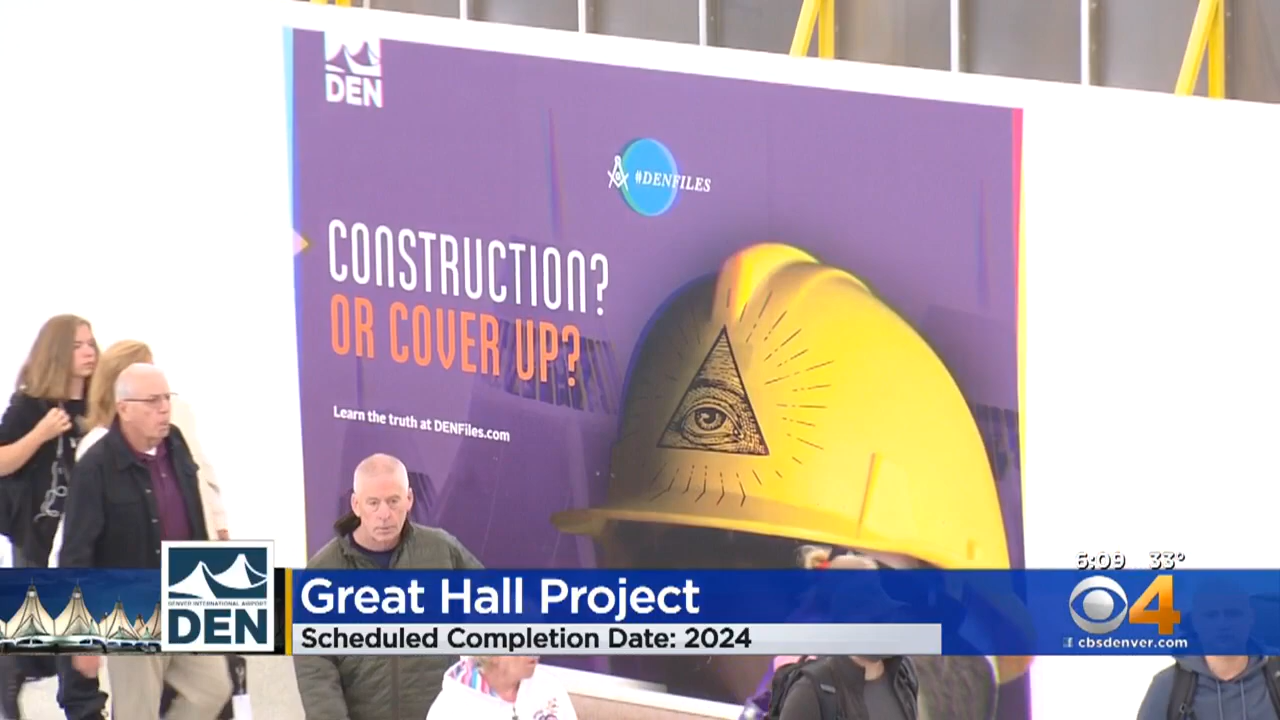 DEN
#DENFILES
CONSTRUCTION?
OR COVER UP?
Learn the truth at DENFiles.com
6:09 33°
DENVER INTERNATIONAL AIRPORT
DEN
Great Hall Project
Scheduled Completion Date: 2024
4
cbsdenver.com